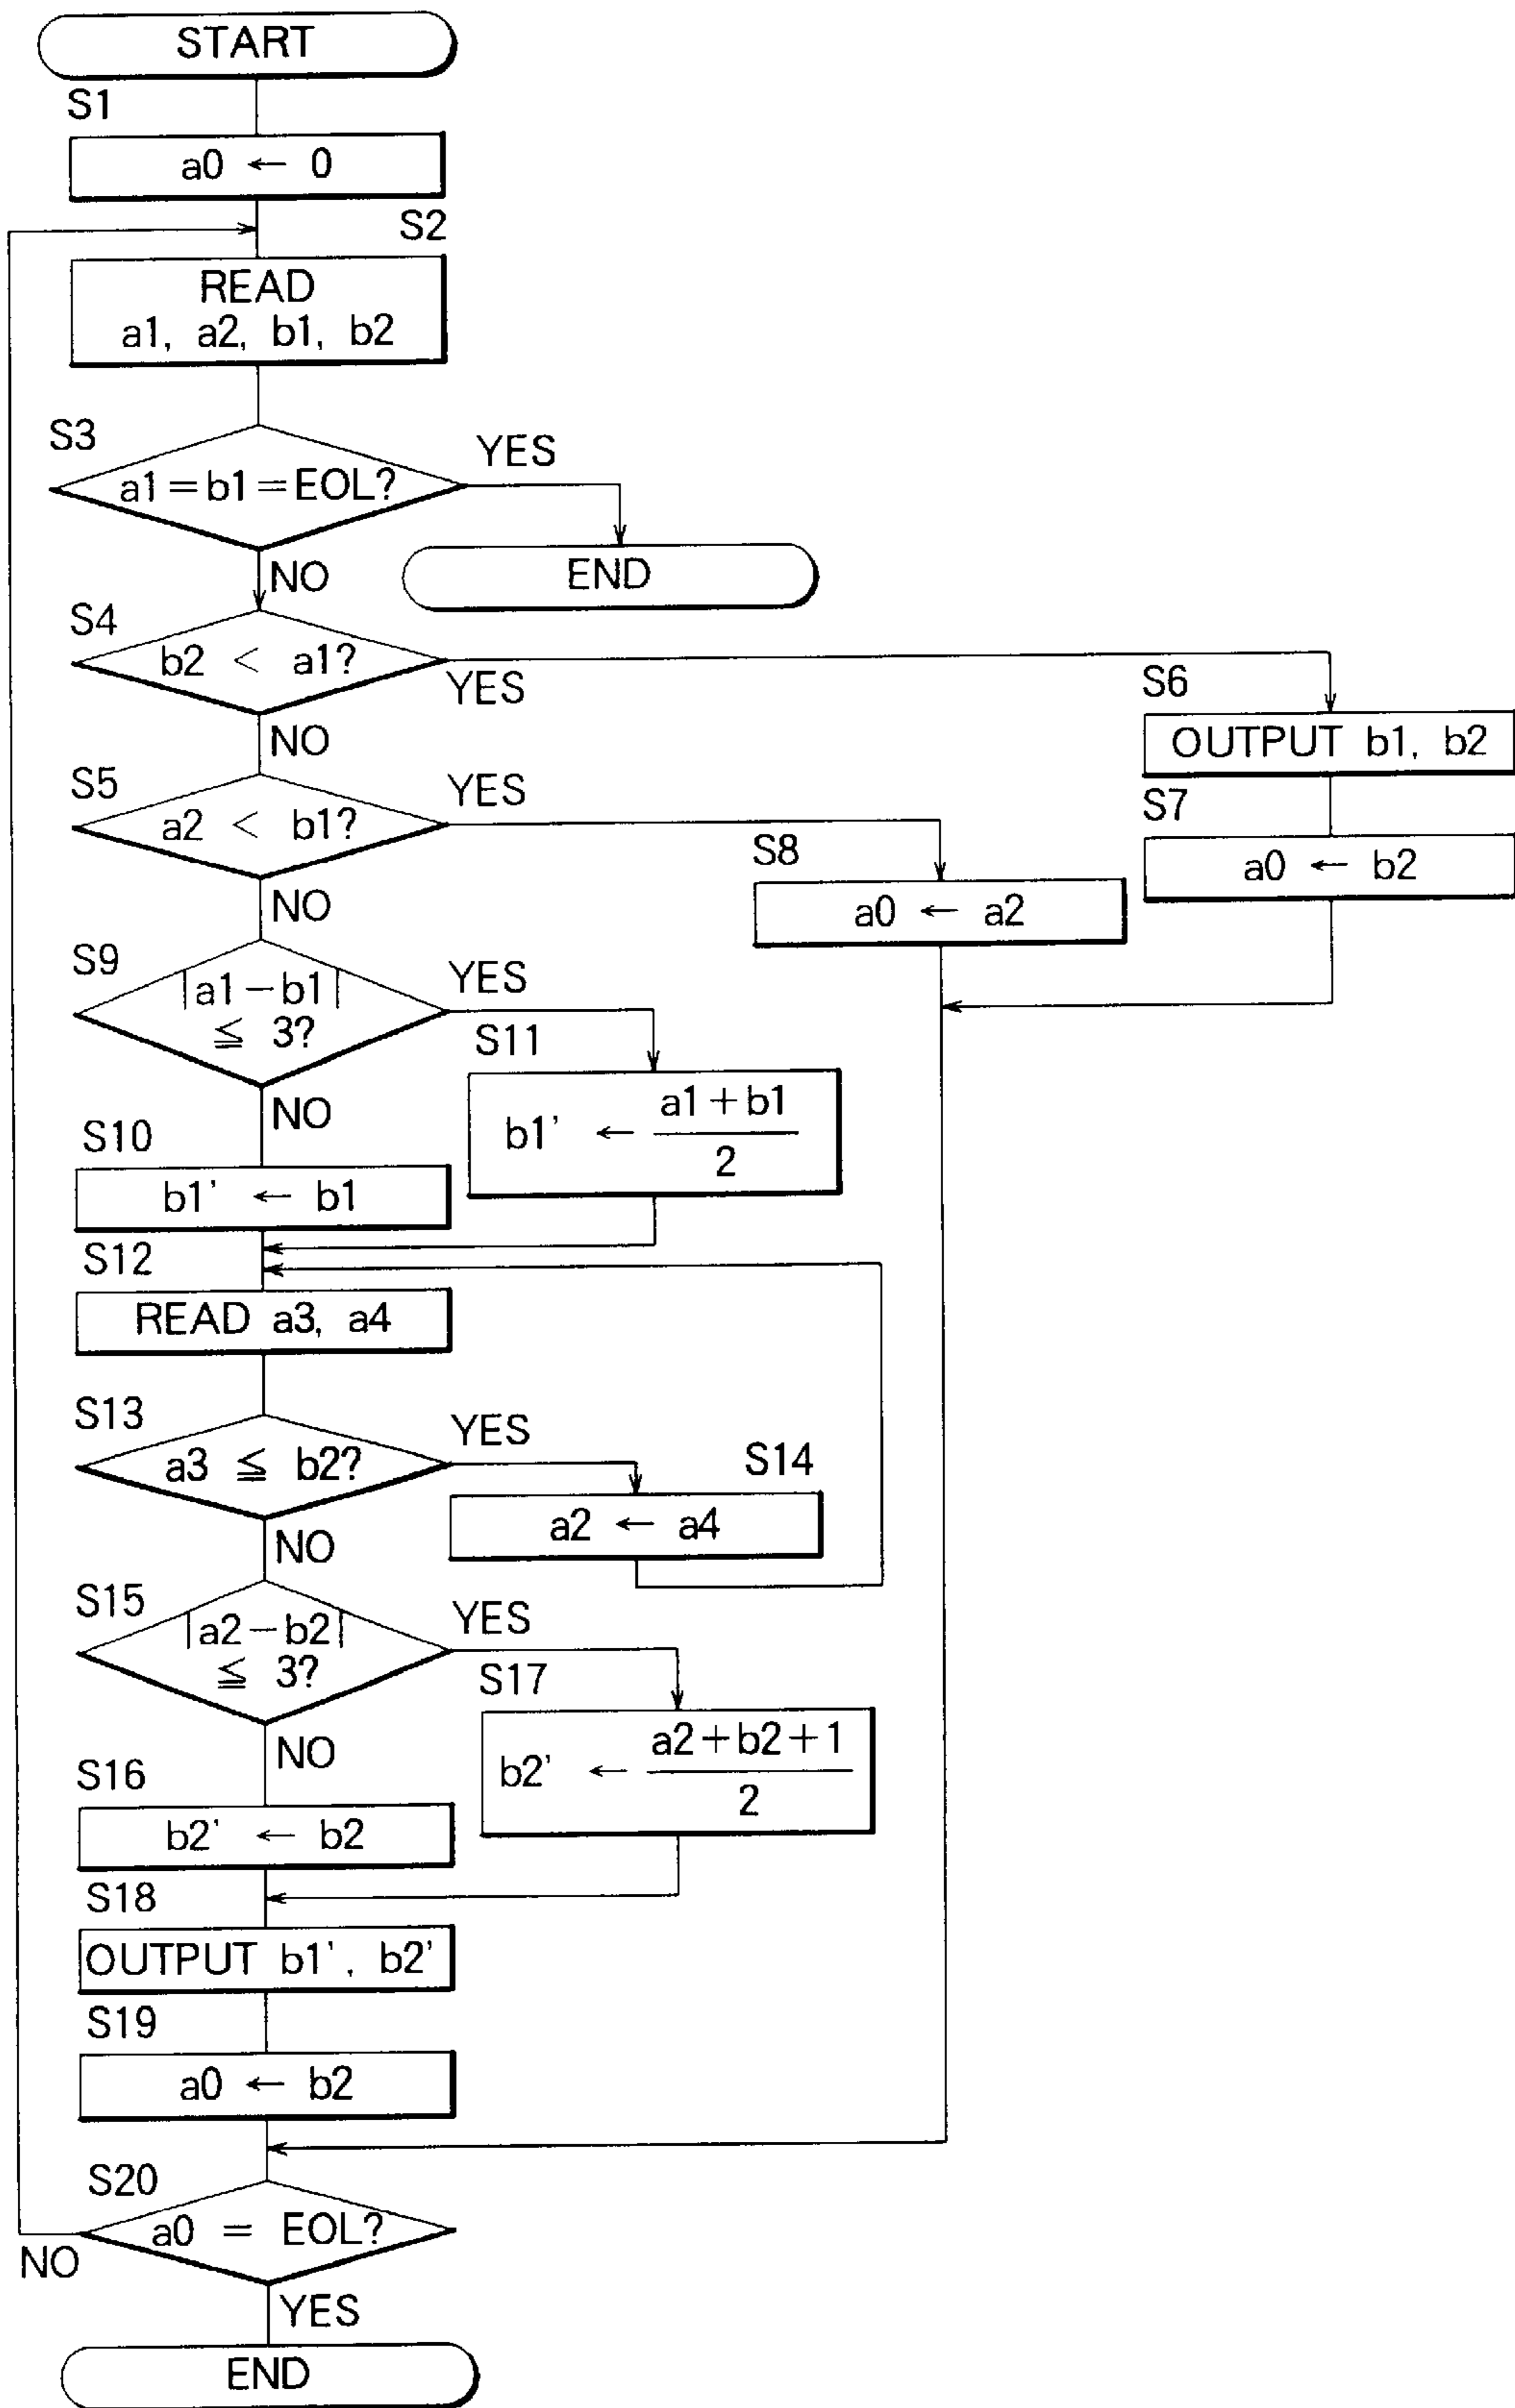 START
S1
a0 ← 0
S2
READ
a1, a2, b1, b2
S3
a1=b1=EOL?
YES
END
NO
S4
b2 < a1?
YES
S6
OUTPUT b1, b2
S7
a0 ← b2
NO
S5
a2 < b1?
YES
S8
a0 ← a2
NO
S9
|a1-b1|
≦ 3?
YES
S11
b1' ← a1+b1
2
NO
S10
b1' ← b1
S12
READ a3, a4
S13
a3 ≦ b2?
YES
S14
a2 ← a4
NO
S15
|a2-b2|
≦ 3?
YES
S17
b2' ← a2+b2+1
2
NO
S16
b2' ← b2
S18
OUTPUT b1', b2'
S19
a0 ← b2
S20
a0 = EOL?
NO
YES
END